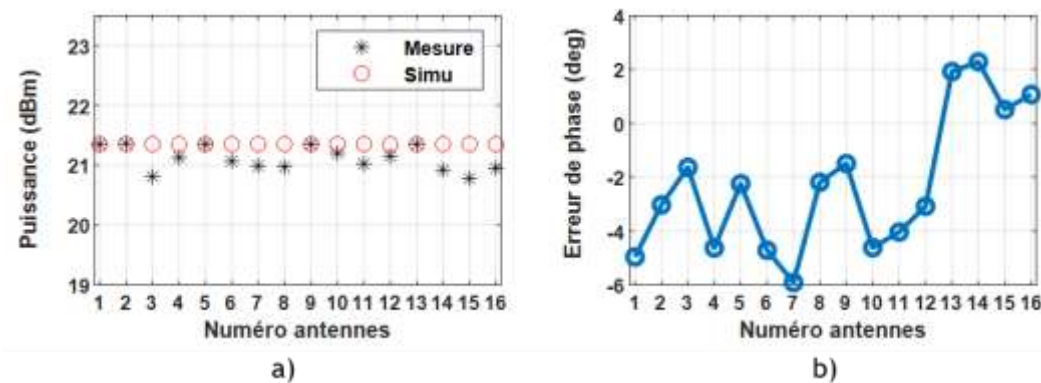 23
22
21
20
19
Puissance (dBm)
Mesure
Simu
1 2 3 4 5 6 7 8 9 10 11 12 13 14 15 16
Numéro antennes
a)
4
2
0
-2
-4
-6
Erreur de phase (deg)
1 2 3 4 5 6 7 8 9 10 11 12 13 14 15 16
Numéro antennes
b)